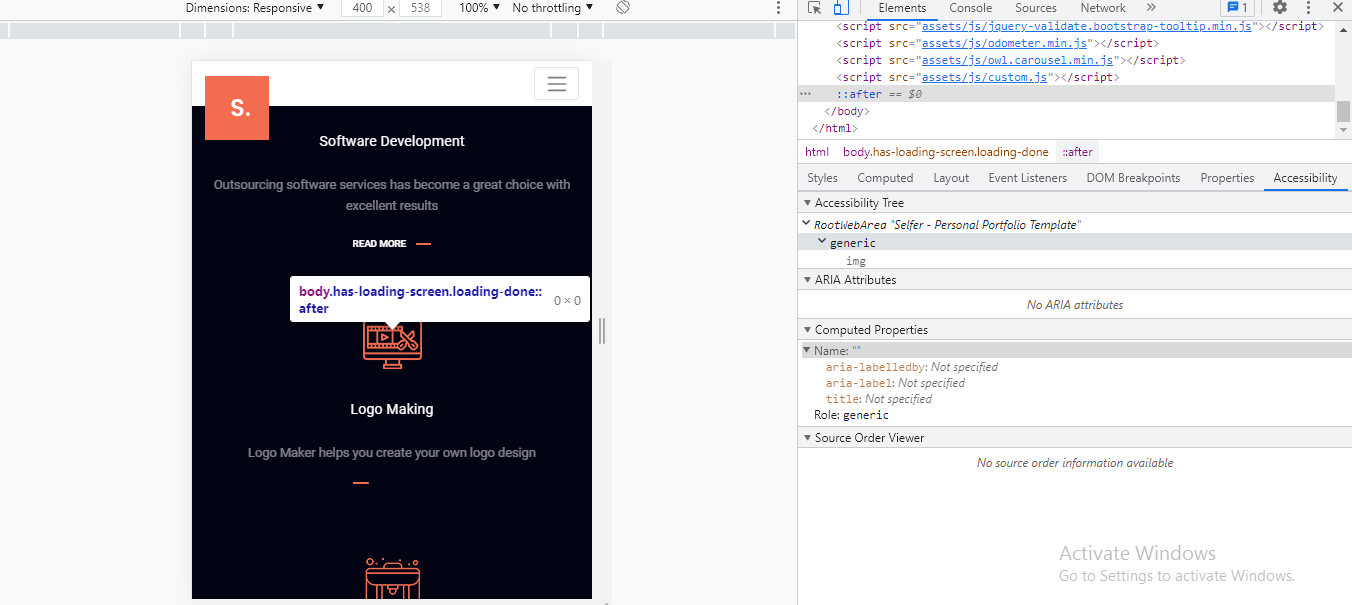 Dimensions: Responsive ▼ 400 × 538 100% ▼ No throttling ▼
Elements Console Sources Network » 1
<script src="assets/js/jquery-validate.bootstrap-tooltip.min.js"></script>
<script src="assets/js/odometer.min.js"></script>
<script src="assets/js/owl.carousel.min.js"></script>
<script src="assets/js/custom.js"></script>
··· ::after == $0
</body>
</html>
html body.has-loading-screen.loading-done ::after
Styles Computed Layout Event Listeners DOM Breakpoints Properties Accessibility
Accessibility Tree
RootWebArea "Selfer - Personal Portfolio Template"
generic
img
ARIA Attributes
No ARIA attributes
Computed Properties
Name: ""
aria-labelledby: Not specified
aria-label: Not specified
title: Not specified
Role: generic
Source Order Viewer
No source order information available
S.
Software Development
Outsourcing software services has become a great choice with
excellent results
READ MORE
body.has-loading-screen.loading-done::
after
0 × 0
Logo Making
Logo Maker helps you create your own logo design
Activate Windows
Go to Settings to activate Windows.